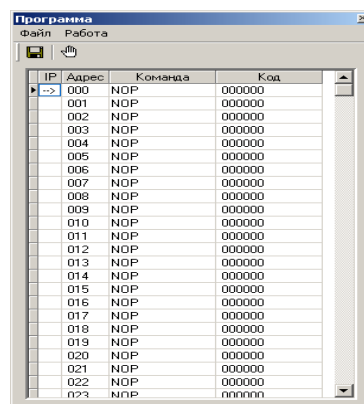 Программа
Файл Работа
IP Адрес Команда Код
--> 000 NOP 000000
001 NOP 000000
002 NOP 000000
003 NOP 000000
004 NOP 000000
005 NOP 000000
006 NOP 000000
007 NOP 000000
008 NOP 000000
009 NOP 000000
010 NOP 000000
011 NOP 000000
012 NOP 000000
013 NOP 000000
014 NOP 000000
015 NOP 000000
016 NOP 000000
017 NOP 000000
018 NOP 000000
019 NOP 000000
020 NOP 000000
021 NOP 000000
022 NOP 000000
023 NOP 000000